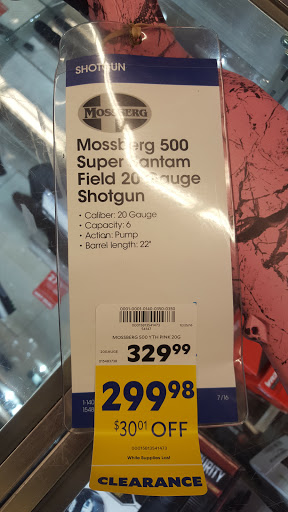 SHOTGUN
MOSSBERG
Mossberg 500
Super Bantam
Field 20 Gauge
Shotgun
• Caliber: 20 Gauge
• Capacity: 6
• Action: Pump
• Barrel length: 22"
MOSSBERG 500 YTH PINK 20G
329.99
7/16
299.98
$30.01 OFF
While Supplies Last
CLEARANCE